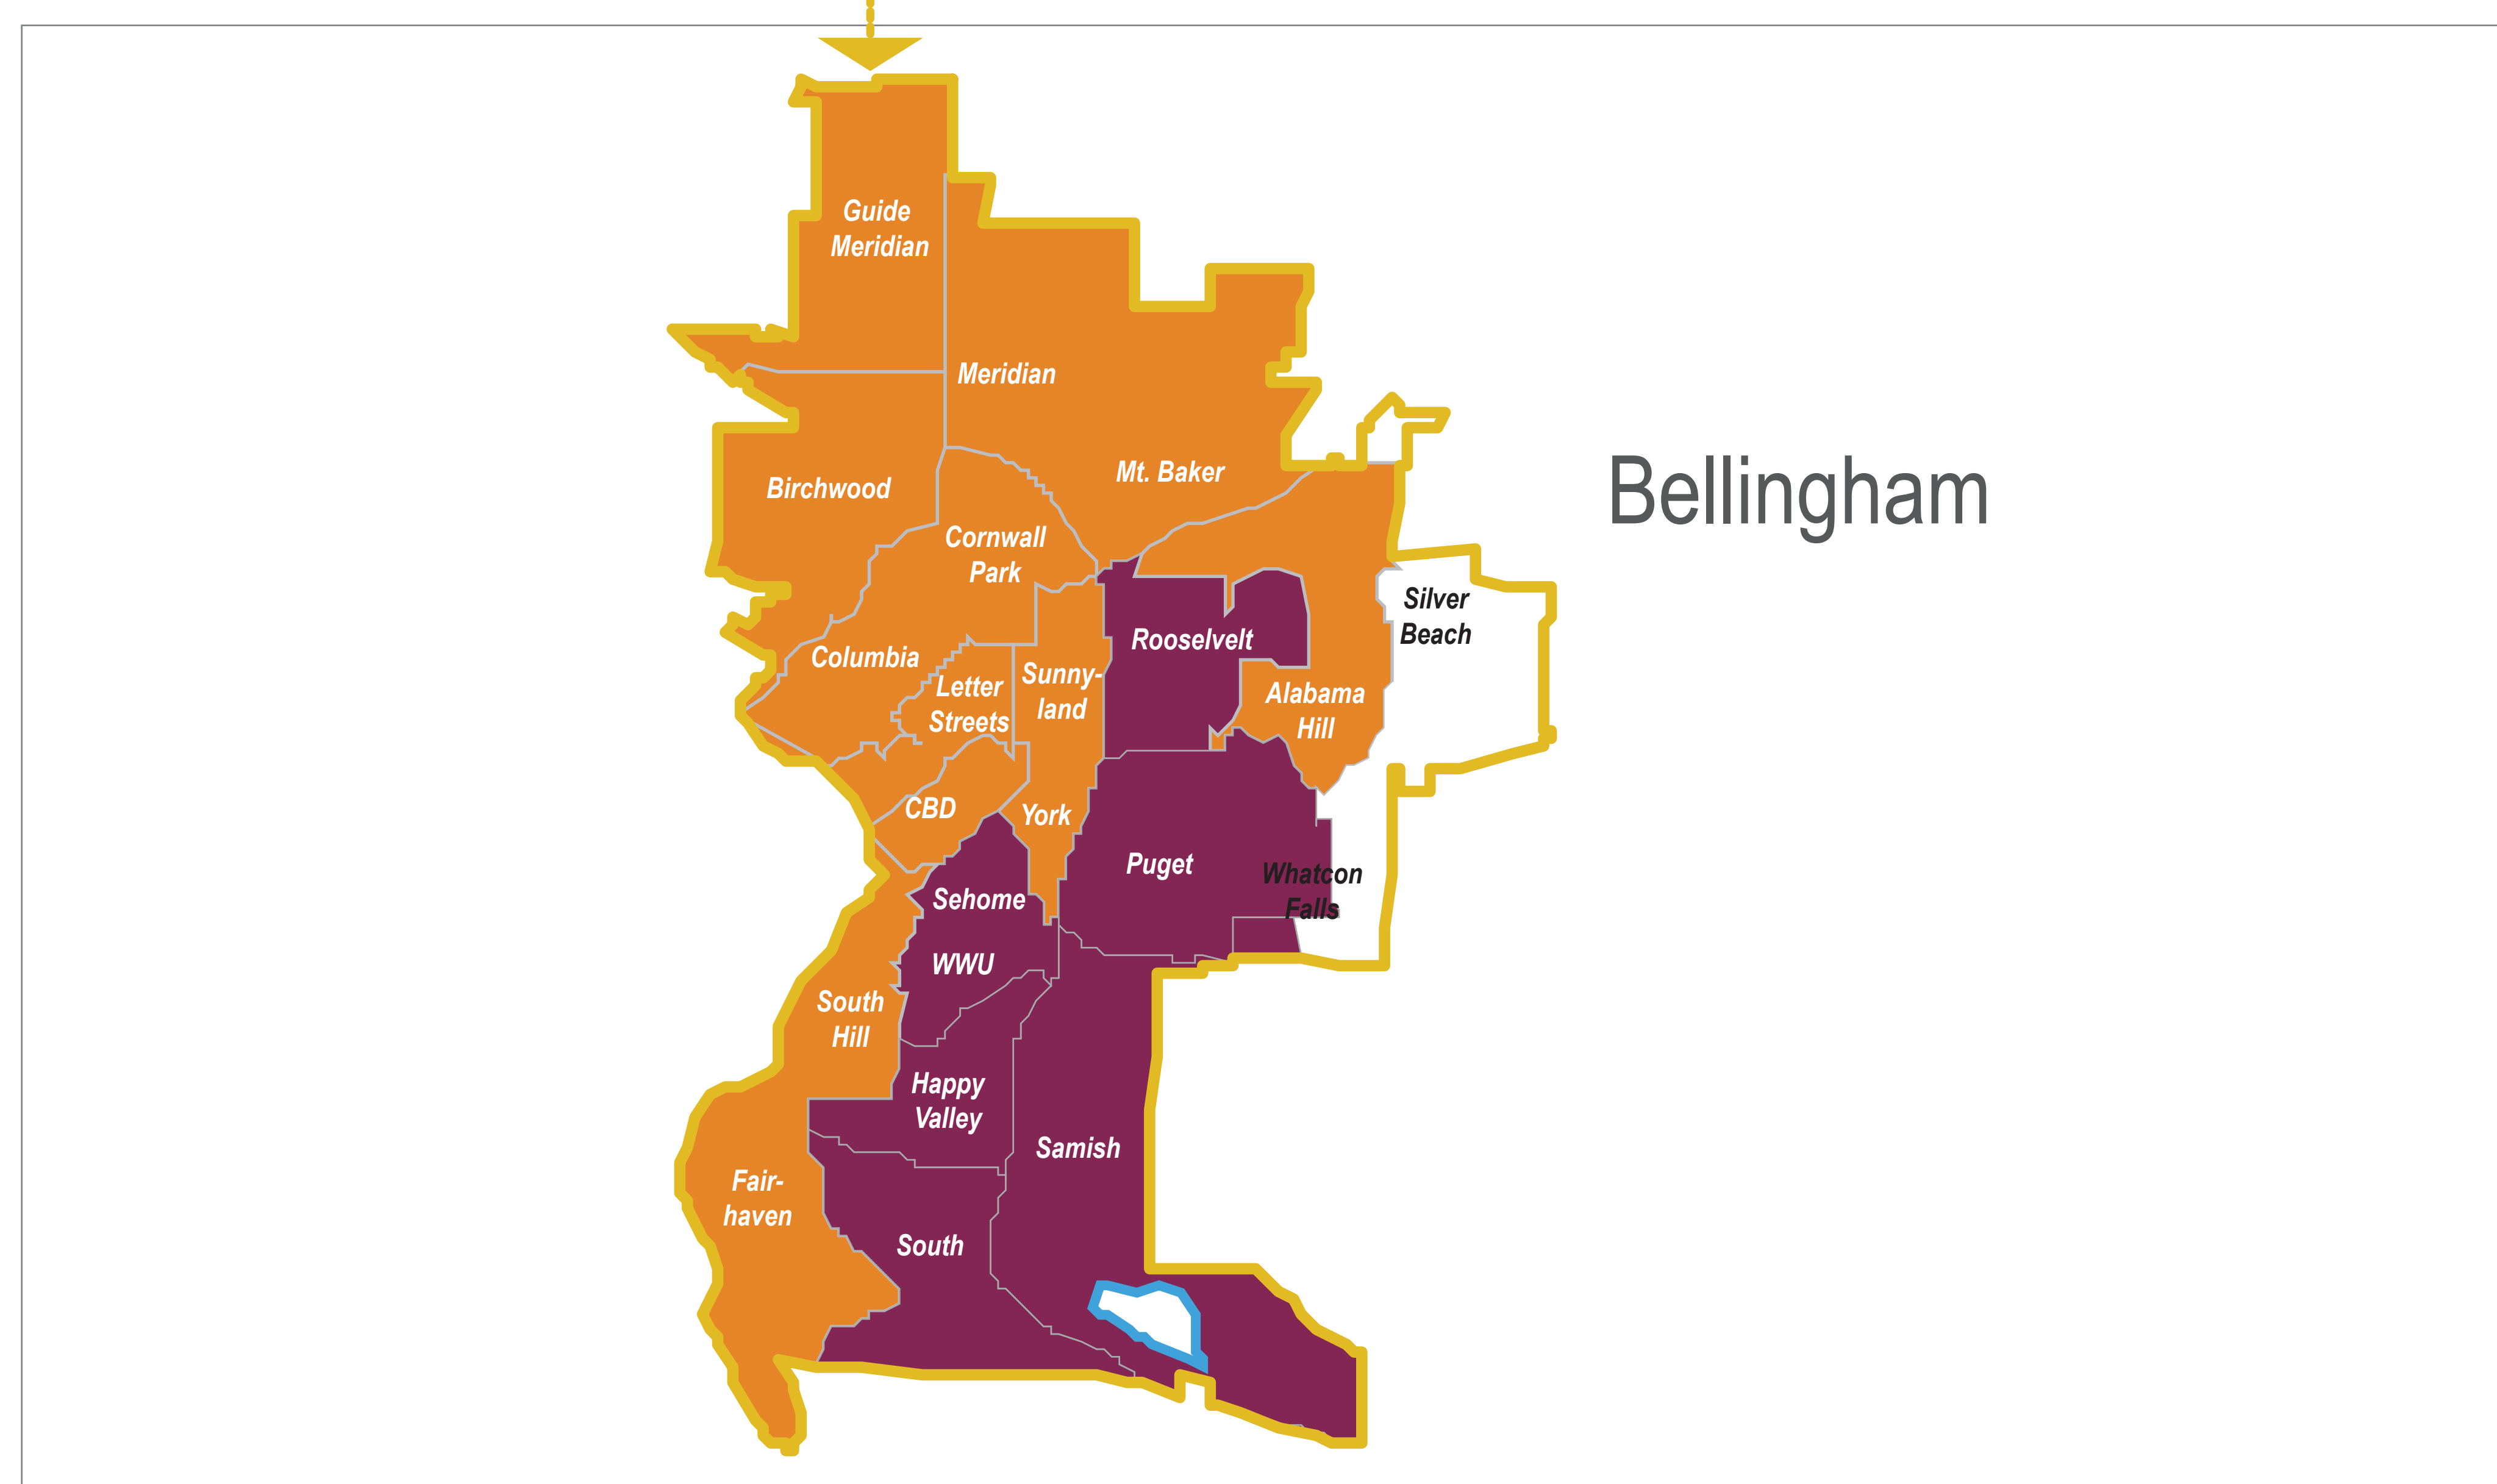 Guide
Meridian
Meridian
Mt. Baker
Birchwood
Bellingham
Cornwall
Park
Silver
Beach
Rooselvelt
Columbia
Sunny-
land
Letter
Streets
Alabama
Hill
CBD
York
Puget
Whatcon
Falls
Sehome
WWU
South
Hill
Happy
Valley
Samish
Fair-
haven
South